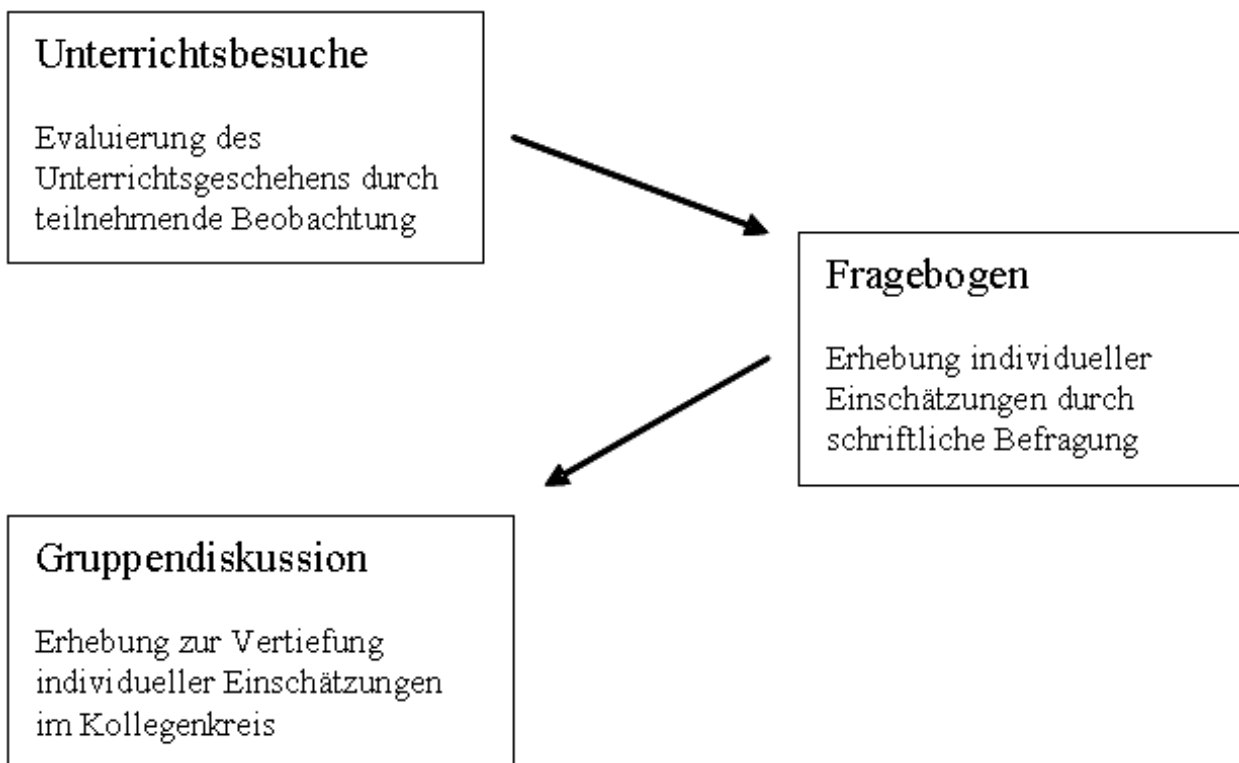 Unterrichtsbesuche
Evaluierung des
Unterrichtsgeschehens durch
teilnehmende Beobachtung
Fragebogen
Erhebung individueller
Einschätzungen durch
schriftliche Befragung
Gruppendiskussion
Erhebung zur Vertiefung
individueller Einschätzungen
im Kollegenkreis